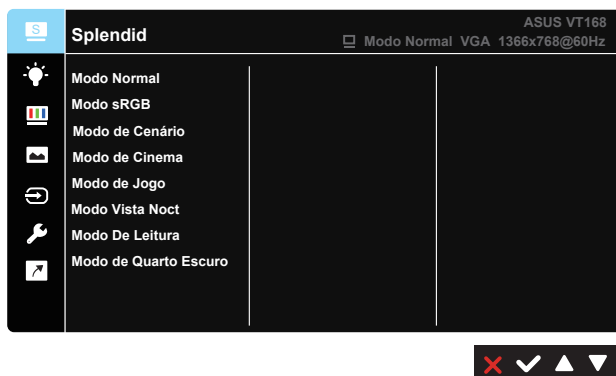 S
Splendid
ASUS VT168
Modo Normal VGA 1366x768@60Hz
Modo Normal
Modo sRGB
Modo de Cenário
Modo de Cinema
Modo de Jogo
Modo Vista Noct
Modo De Leitura
Modo de Quarto Escuro